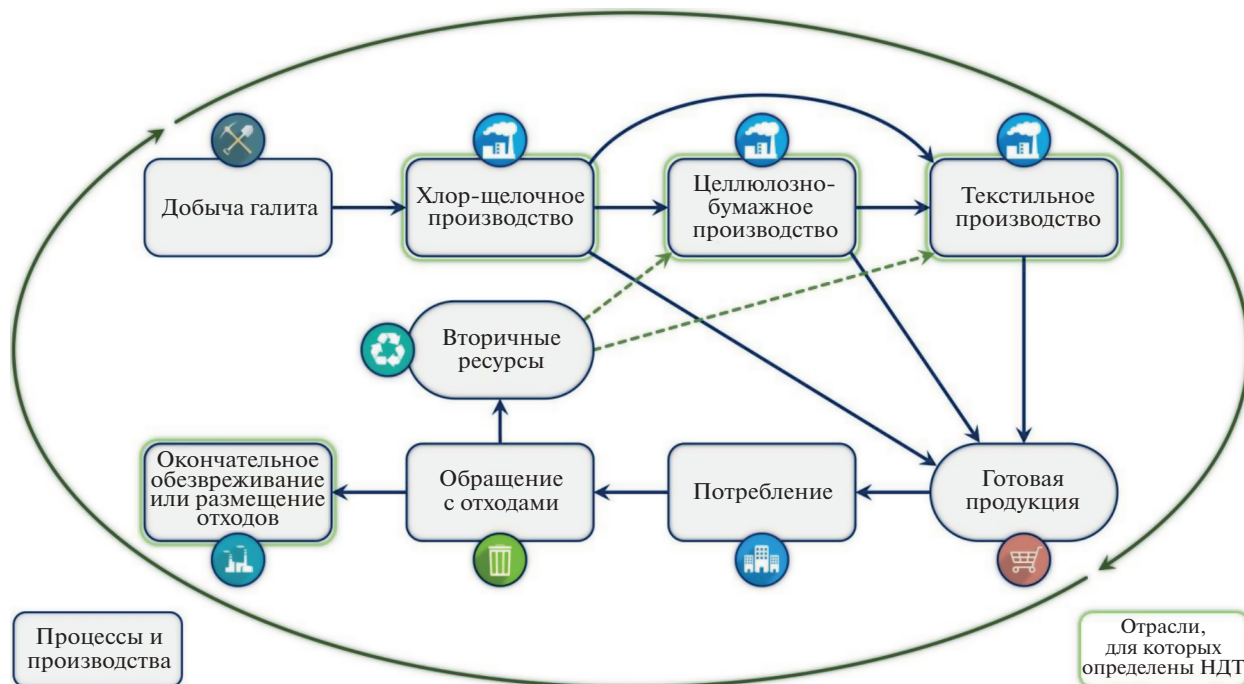 Добыча галита
Хлор-щелочное
производство
Целлюлозно-
бумажное
производство
Текстильное
производство
Вторичные
ресурсы
Окончательное
обезвреживание
или размещение
отходов
Обращение
с отходами
Потребление
Готовая
продукция
Процессы и
производства
Отрасли,
для которых
определены НДТ